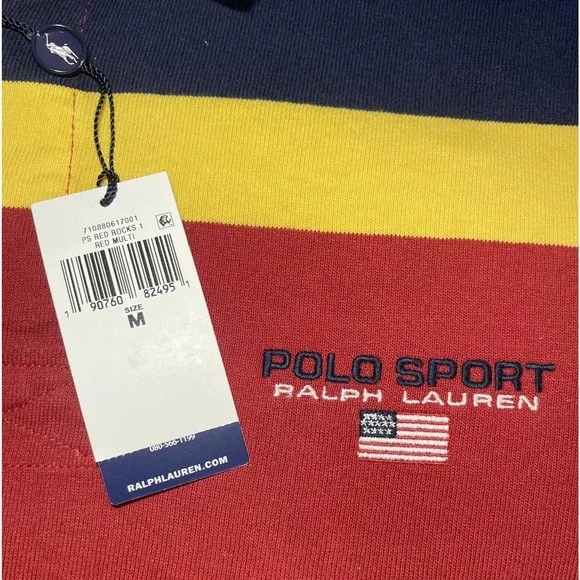 710880617001
PS RED ROCKS 1
RED MULTI
1 90760 82495 1
SIZE
M
RALPHLAUREN.COM
POLO SPORT
RALPH LAUREN